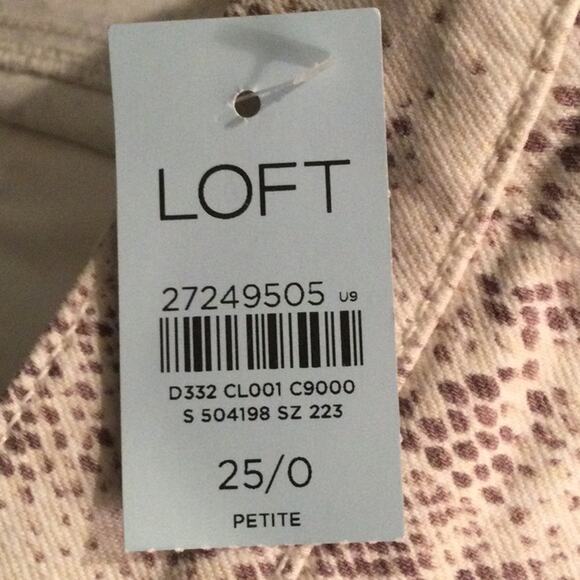 LOFT
27249505 U9
D332 CL001 C9000
S 504198 SZ 223
25/0
PETITE